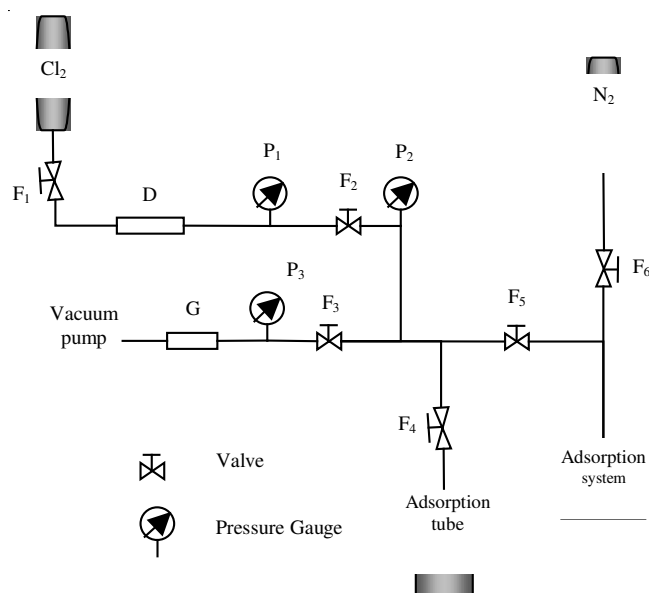 Cl₂
N₂
P₁
P₂
F₂
F₁
D
F₆
P₃
Vacuum
pump
G
F₃
F₅
F₄
Valve
Adsorption
system
Adsorption
tube
Pressure Gauge